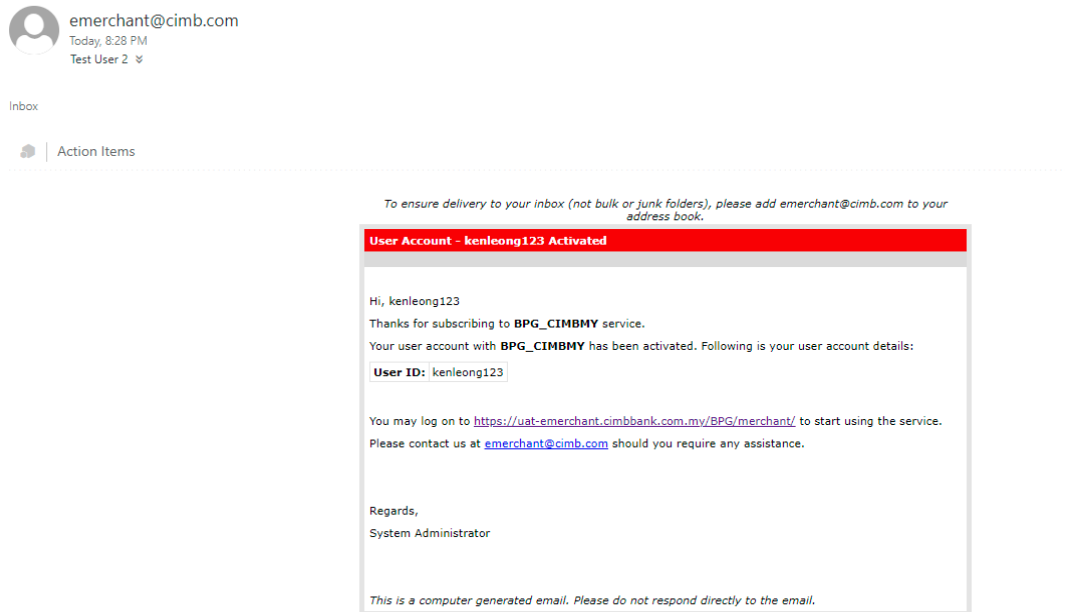 emerchant@cimb.com
Today, 8:28 PM
Test User 2
Inbox
Action Items
To ensure delivery to your inbox (not bulk or junk folders), please add emerchant@cimb.com to your
address book.
User Account - kenleong123 Activated
Hi, kenleong123
Thanks for subscribing to BPG_CIMBMY service.
Your user account with BPG_CIMBMY has been activated. Following is your user account details:
User ID: kenleong123
You may log on to https://uat-emerchant.cimbbank.com.my/BPG/merchant/ to start using the service.
Please contact us at emerchant@cimb.com should you require any assistance.
Regards,
System Administrator
This is a computer generated email. Please do not respond directly to the email.